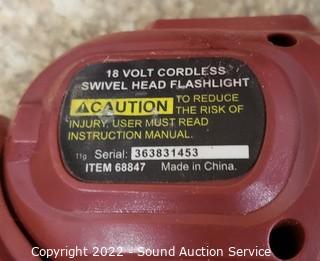 18 VOLT CORDLESS
SWIVEL HEAD FLASHLIGHT
CAUTION TO REDUCE
THE RISK OF
INJURY, USER MUST READ
INSTRUCTION MANUAL.
11g Serial: 363831453
ITEM 68847 Made in China.
Copyright 2022 - Sound Auction Service